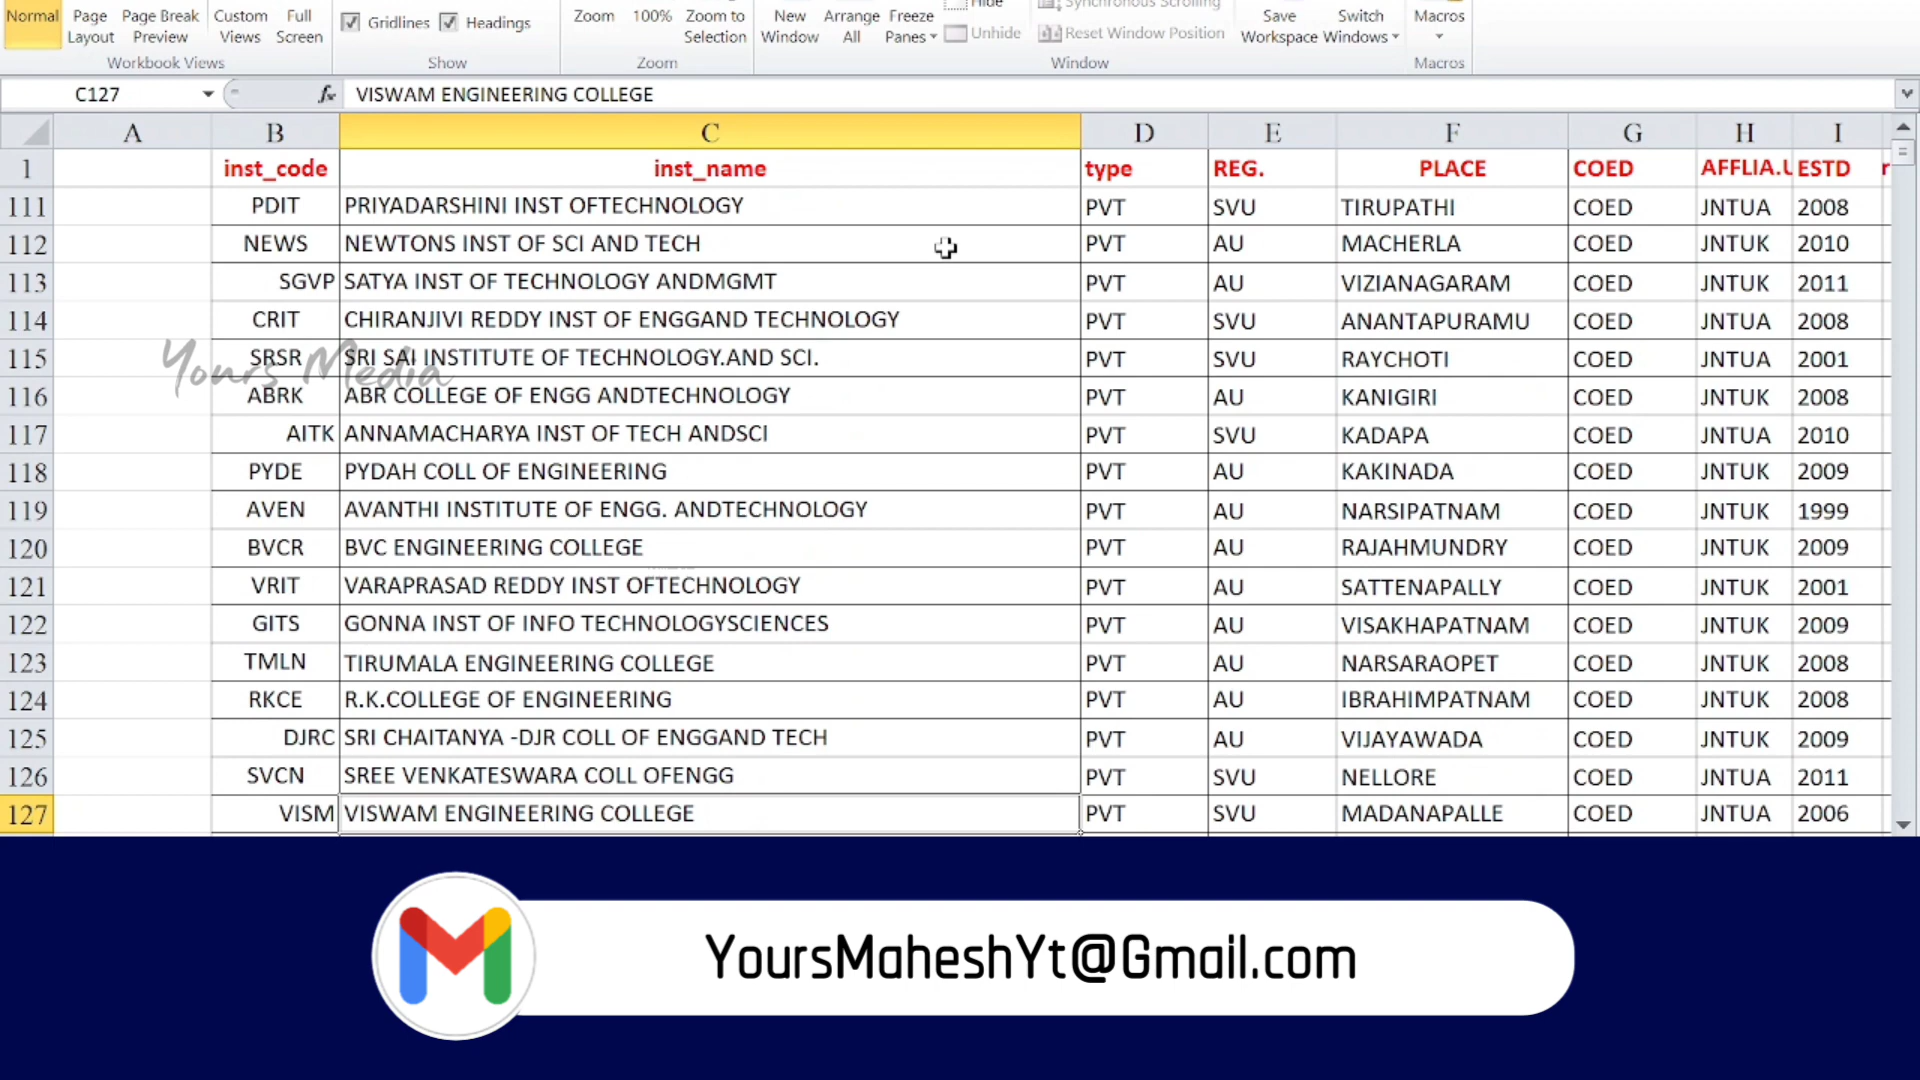 Normal Page Layout Page Break Preview Custom Views Full Screen Gridlines Headings Zoom 100% Zoom to Selection New Window Arrange All Freeze Panes Hide Unhide Synchronous Scrolling Reset Window Position Save Workspace Switch Windows Macros
Workbook Views Show Zoom Window Macros
C127 fx VISWAM ENGINEERING COLLEGE
A B C D E F G H I
1 inst_code inst_name type REG. PLACE COED AFFLIA.U ESTD
111 PDIT PRIYADARSHINI INST OFTECHNOLOGY PVT SVU TIRUPATHI COED JNTUA 2008
112 NEWS NEWTONS INST OF SCI AND TECH PVT AU MACHERLA COED JNTUK 2010
113 SGVP SATYA INST OF TECHNOLOGY ANDMGMT PVT AU VIZIANAGARAM COED JNTUK 2011
114 CRIT CHIRANJIVI REDDY INST OF ENGGAND TECHNOLOGY PVT SVU ANANTAPURAMU COED JNTUA 2008
115 SRSR SRI SAI INSTITUTE OF TECHNOLOGY.AND SCI. PVT SVU RAYCHOTI COED JNTUA 2001
Yours Media
116 ABRK ABR COLLEGE OF ENGG ANDTECHNOLOGY PVT AU KANIGIRI COED JNTUK 2008
117 AITK ANNAMACHARYA INST OF TECH ANDSCI PVT SVU KADAPA COED JNTUA 2010
118 PYDE PYDAH COLL OF ENGINEERING PVT AU KAKINADA COED JNTUK 2009
119 AVEN AVANTHI INSTITUTE OF ENGG. ANDTECHNOLOGY PVT AU NARSIPATNAM COED JNTUK 1999
120 BVCR BVC ENGINEERING COLLEGE PVT AU RAJAHMUNDRY COED JNTUK 2009
121 VRIT VARAPRASAD REDDY INST OFTECHNOLOGY PVT AU SATTENAPALLY COED JNTUK 2001
122 GITS GONNA INST OF INFO TECHNOLOGYSCIENCES PVT AU VISAKHAPATNAM COED JNTUK 2009
123 TMLN TIRUMALA ENGINEERING COLLEGE PVT AU NARSARAOPET COED JNTUK 2008
124 RKCE R.K.COLLEGE OF ENGINEERING PVT AU IBRAHIMPATNAM COED JNTUK 2008
125 DJRC SRI CHAITANYA -DJR COLL OF ENGGAND TECH PVT AU VIJAYAWADA COED JNTUK 2009
126 SVCN SREE VENKATESWARA COLL OFENGG PVT SVU NELLORE COED JNTUA 2011
127 VISM VISWAM ENGINEERING COLLEGE PVT SVU MADANAPALLE COED JNTUA 2006
YoursMaheshYt@Gmail.com